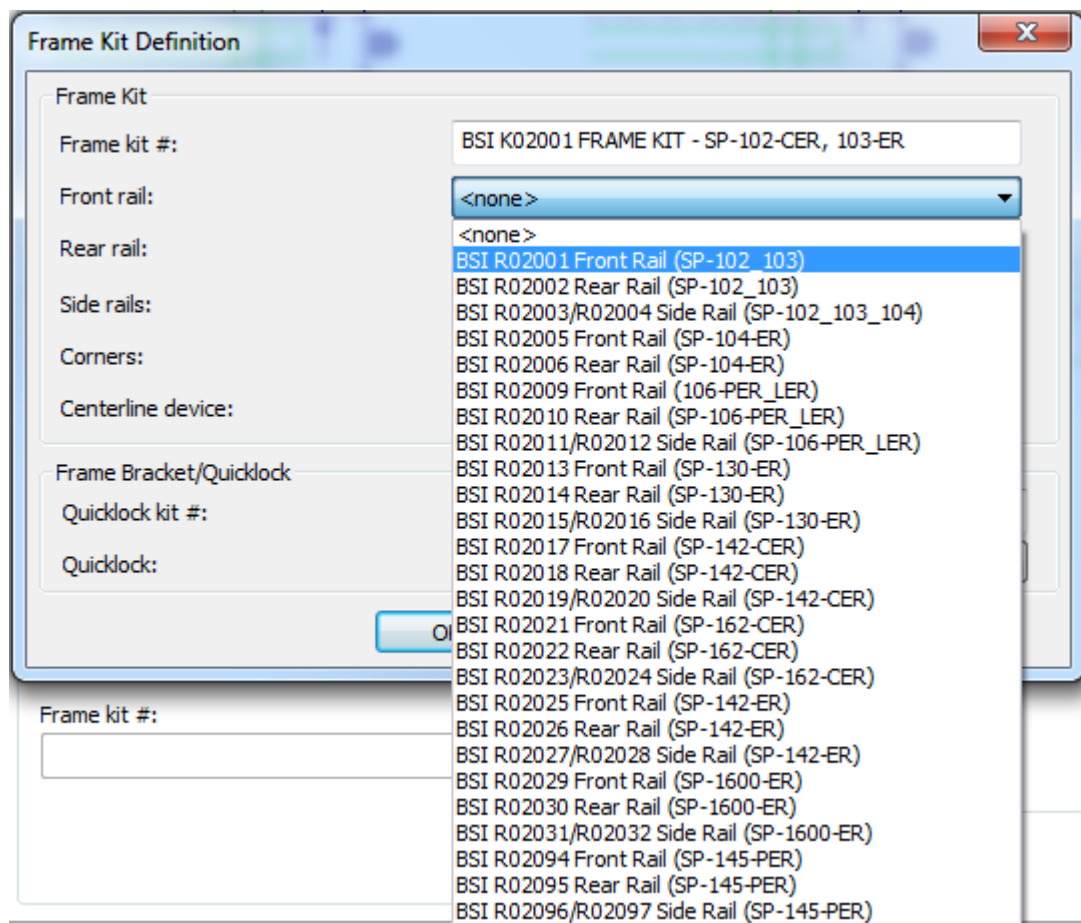 Frame Kit Definition
Frame Kit
Frame kit #:
BSI K02001 FRAME KIT - SP-102-CER, 103-ER
Front rail:
<none>
Rear rail:
Side rails:
Corners:
Centerline device:
<none>
BSI R02001 Front Rail (SP-102_103)
BSI R02002 Rear Rail (SP-102_103)
BSI R02003/R02004 Side Rail (SP-102_103_104)
BSI R02005 Front Rail (SP-104-ER)
BSI R02006 Rear Rail (SP-104-ER)
BSI R02009 Front Rail (106-PER_LER)
BSI R02010 Rear Rail (SP-106-PER_LER)
BSI R02011/R02012 Side Rail (SP-106-PER_LER)
BSI R02013 Front Rail (SP-130-ER)
BSI R02014 Rear Rail (SP-130-ER)
BSI R02015/R02016 Side Rail (SP-130-ER)
BSI R02017 Front Rail (SP-142-CER)
BSI R02018 Rear Rail (SP-142-CER)
BSI R02019/R02020 Side Rail (SP-142-CER)
BSI R02021 Front Rail (SP-162-CER)
BSI R02022 Rear Rail (SP-162-CER)
BSI R02023/R02024 Side Rail (SP-162-CER)
BSI R02025 Front Rail (SP-142-ER)
BSI R02026 Rear Rail (SP-142-ER)
BSI R02027/R02028 Side Rail (SP-142-ER)
BSI R02029 Front Rail (SP-1600-ER)
BSI R02030 Rear Rail (SP-1600-ER)
BSI R02031/R02032 Side Rail (SP-1600-ER)
BSI R02094 Front Rail (SP-145-PER)
BSI R02095 Rear Rail (SP-145-PER)
BSI R02096/R02097 Side Rail (SP-145-PER)
Frame Bracket/Quicklock
Quicklock kit #:
Quicklock:
Frame kit #: